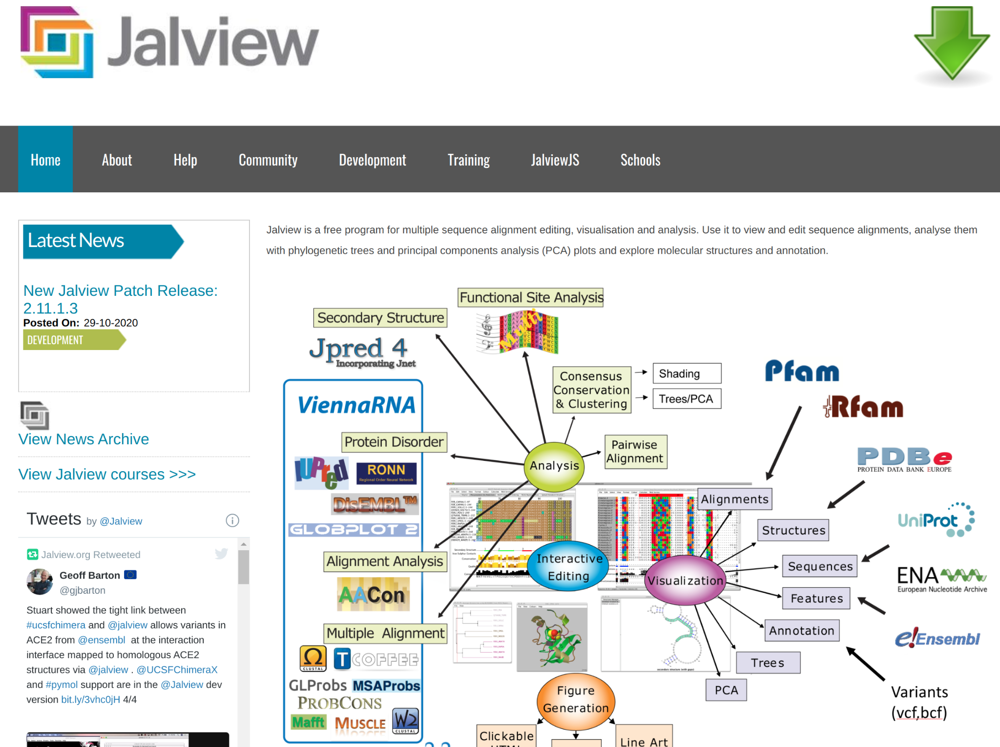 Jalview
Home
About
Help
Community
Development
Training
JalviewJS
Schools
Latest News
New Jalview Patch Release:
2.11.1.3
Posted On: 29-10-2020
DEVELOPMENT
View News Archive
View Jalview courses >>>
Tweets by @Jalview
Jalview.org Retweeted
Geoff Barton
@gjbarton
Stuart showed the tight link between
#ucsfchimera and @jalview allows variants in
ACE2 from @ensembl at the interaction
interface mapped to homologous ACE2
structures via @jalview . @UCSFChimeraX
and #pymol support are in the @Jalview dev
version bit.ly/3vhc0jH 4/4
Jalview is a free program for multiple sequence alignment editing, visualisation and analysis. Use it to view and edit sequence alignments, analyse them
with phylogenetic trees and principal components analysis (PCA) plots and explore molecular structures and annotation.
Functional Site Analysis
Multi
Secondary Structure
Jpred 4
Incorporating Jnet
Consensus
Conservation
& Clustering
Shading
Trees/PCA
Pfam
Rfam
ViennaRNA
Protein Disorder
Analysis
Pairwise
Alignment
PDBe
PROTEIN DATA BANK EUROPE
IUPred
RONN
Regional Order Neural Network
DisEMBL™
GLOBPLOT 2
Alignments
Structures
UniProt
Alignment Analysis
AACon
Interactive
Editing
Visualization
Sequences
Features
ENA
European Nucleotide Archive
Annotation
e!Ensembl
Multiple Alignment
CLUSTAL
TCOFFEE
GLProbs
MSAProbs
PROBCONS
Mafft
MUSCLE
W2
CLUSTAL
secondary structure (with gaps)
Trees
PCA
Figure
Generation
Variants
(vcf,bcf)
Clickable
Line Art